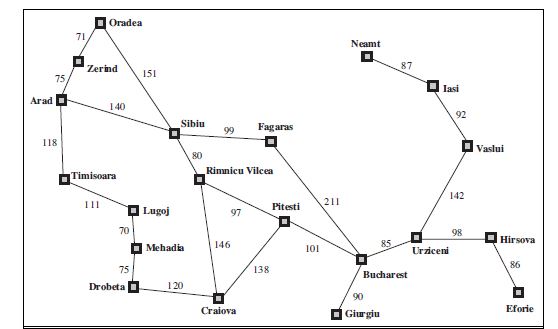 Oradea
71
Neamt
Zerind
87
151
75
Iasi
Arad
140
92
Sibiu
99
Fagaras
118
Vaslui
80
Timisoara
Rimnicu Vilcea
142
111
211
Lugoj
97
Pitesti
70
98
Hirsova
146
85
Mehadia
101
Urziceni
86
138
75
Bucharest
120
Drobeta
90
Eforie
Craiova
Giurgiu